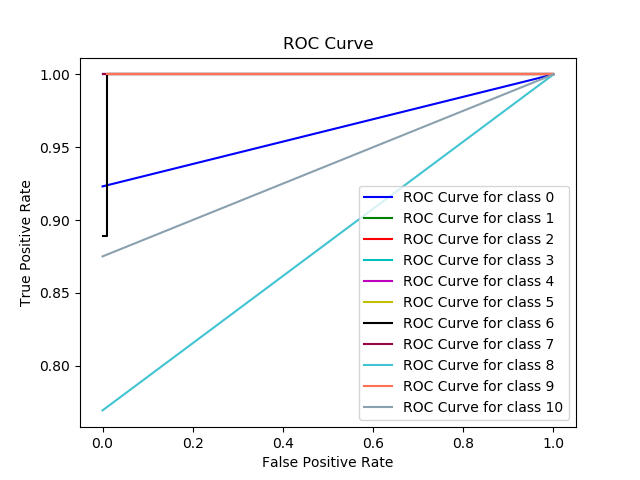 ROC Curve
1.00
0.95
0.90
0.85
0.80
True Positive Rate
ROC Curve for class 0
ROC Curve for class 1
ROC Curve for class 2
ROC Curve for class 3
ROC Curve for class 4
ROC Curve for class 5
ROC Curve for class 6
ROC Curve for class 7
ROC Curve for class 8
ROC Curve for class 9
ROC Curve for class 10
0.0 0.2 0.4 0.6 0.8 1.0
False Positive Rate